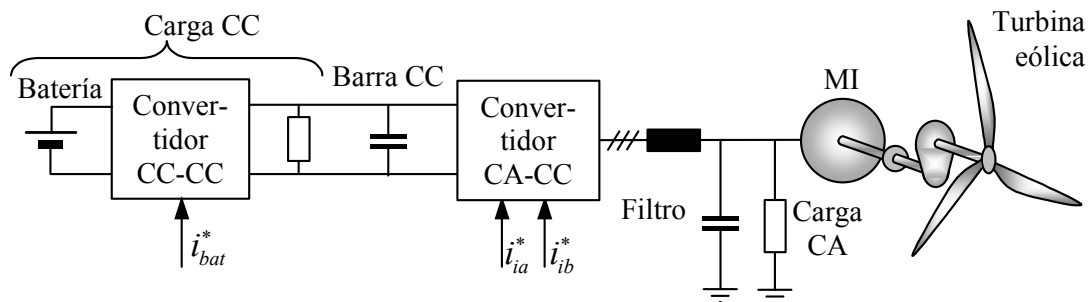 Carga CC
Batería
Conver-
tidor
CC-CC
Barra CC
Conver-
tidor
CA-CC
MI
Turbina
eólica
Filtro
Carga
CA
i*bat
i*ia
i*ib